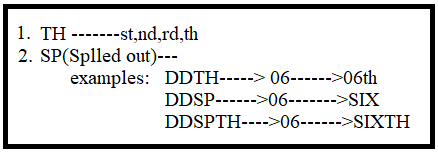 1. TH -------st,nd,rd,th
2. SP(Splled out)---
examples: DDTH-----> 06------>06th
DDSP------>06------->SIX
DDSPTH---->06------>SIXTH